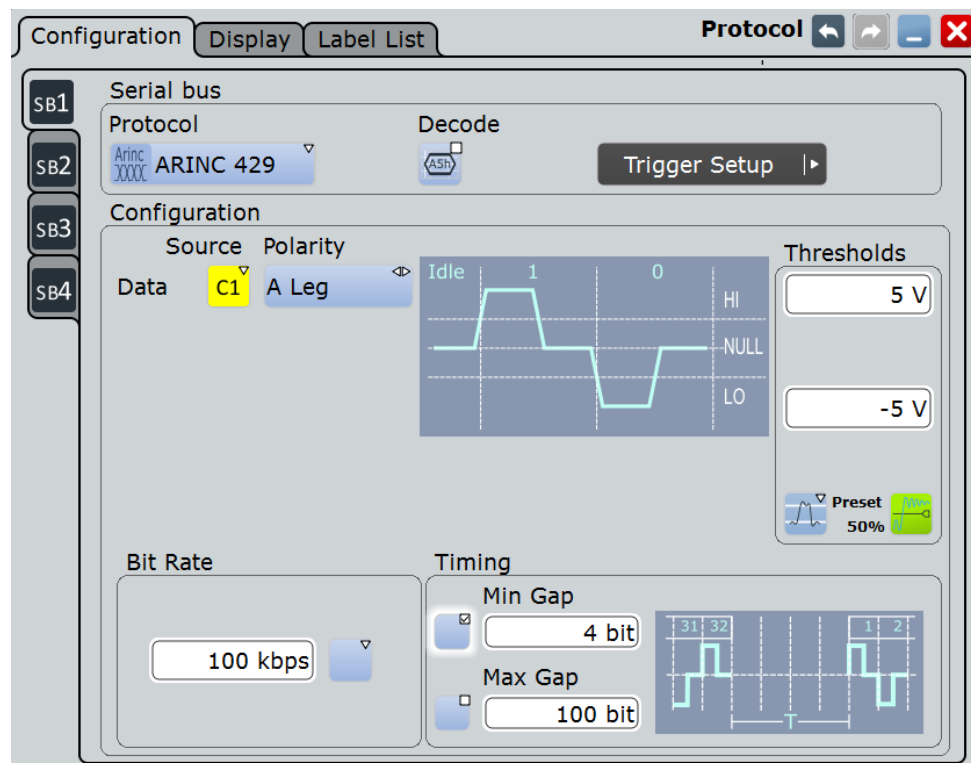 Configuration Display Label List Protocol
SB1
SB2
SB3
SB4
Serial bus
Protocol Decode
Arinc XXXX ARINC 429 A5h Trigger Setup
Configuration
Source Polarity Thresholds
Data C1 A Leg
Idle 1 0
HI
NULL
LO
5 V
-5 V
Preset
50%
Bit Rate Timing
100 kbps
Min Gap
4 bit
Max Gap
100 bit
31 32 1 2
T